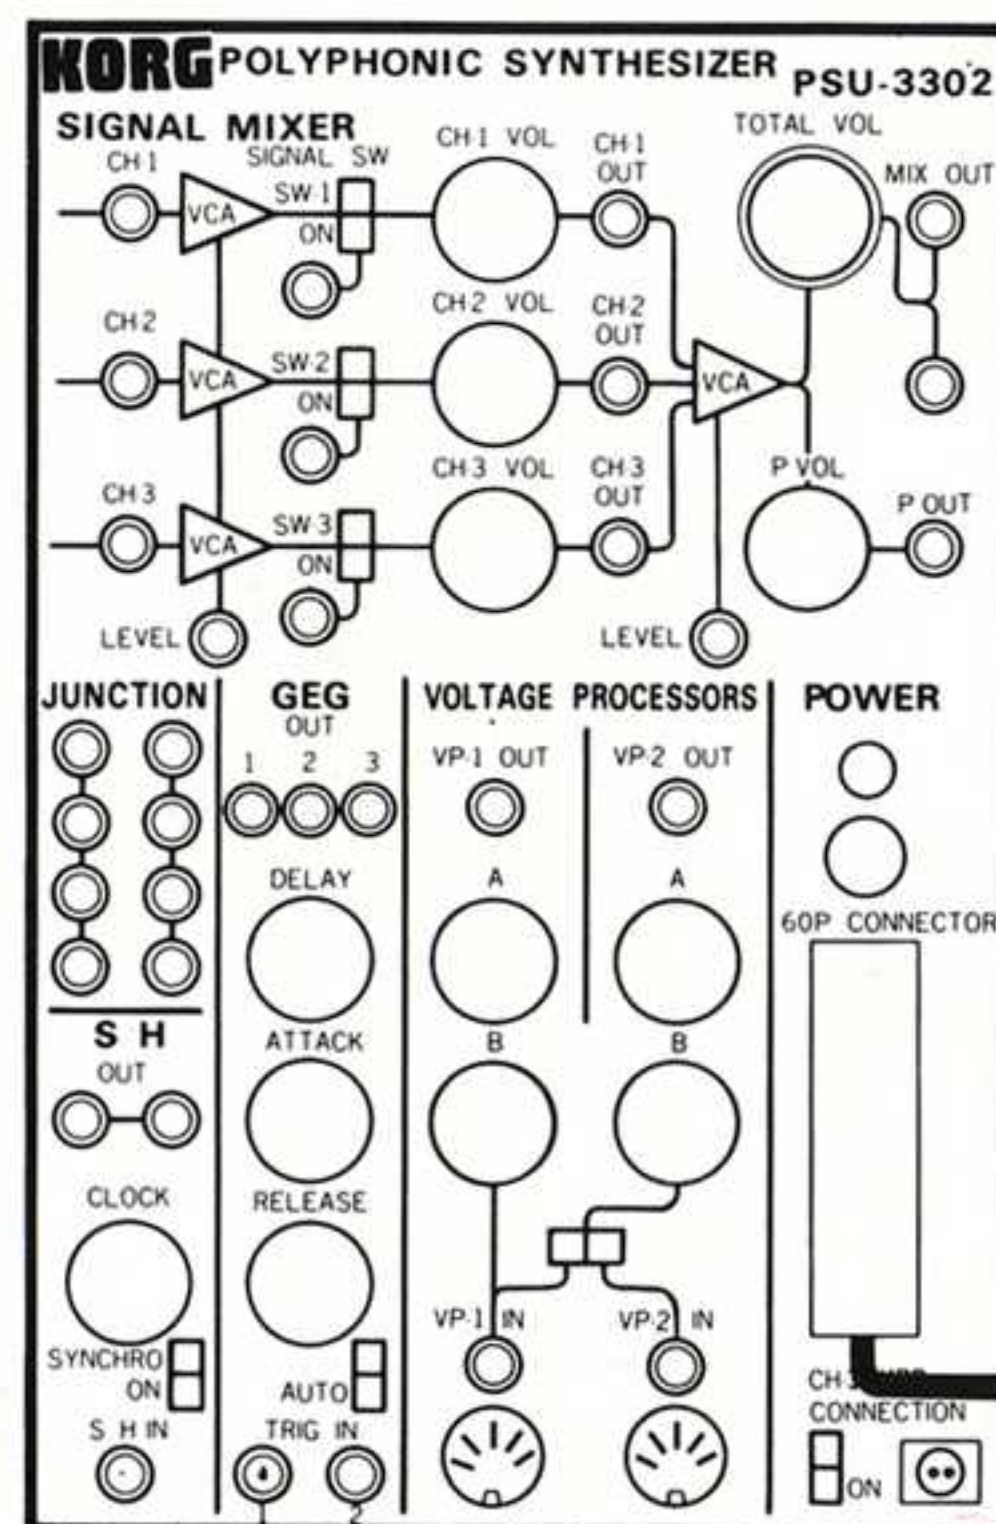 KORG POLYPHONIC SYNTHESIZER PSU-3302
SIGNAL MIXER
CH-1
VCA
SIGNAL SW
SW-1
ON
CH-1 VOL
CH-1
OUT
TOTAL VOL
MIX OUT
CH-2
VCA
SW-2
ON
CH-2 VOL
CH-2
OUT
VCA
CH-3
VCA
SW-3
ON
CH-3 VOL
CH-3
OUT
P VOL
P OUT
LEVEL
LEVEL
JUNCTION
GEG
OUT
1 2 3
DELAY
ATTACK
RELEASE
AUTO
TRIG IN
2
S H
OUT
CLOCK
SYNCHRO
ON
S H IN
VOLTAGE PROCESSORS
VP-1 OUT
VP-2 OUT
A
A
B
B
VP-1 IN
VP-2 IN
POWER
60P CONNECTOR
CONNECTION
ON